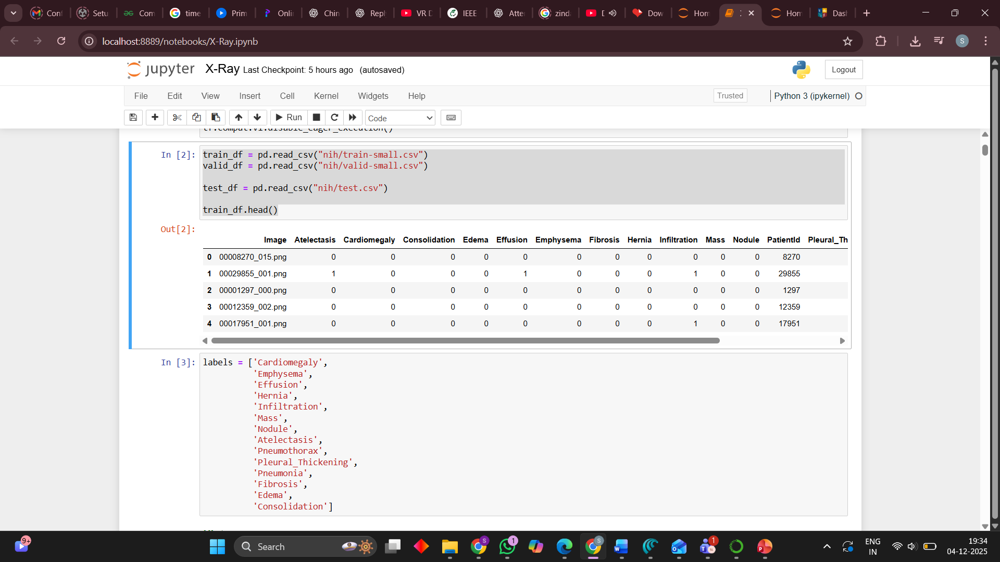 Conf
Setu
Com
time
Prim
Onli
Chin
Repl
VR D
IEEE
Atte
zind
D
Dow
Hom
Hom
Dash
localhost:8889/notebooks/X-Ray.ipynb
S
jupyter X-Ray Last Checkpoint: 5 hours ago (autosaved)
Logout
File Edit View Insert Cell Kernel Widgets Help
Trusted
Python 3 (ipykernel)
Run
Code
tf.compat.v1.disable_eager_execution()
In [2]: train_df = pd.read_csv("nih/train-small.csv")
valid_df = pd.read_csv("nih/valid-small.csv")
test_df = pd.read_csv("nih/test.csv")
train_df.head()
Out[2]:
Image Atelectasis Cardiomegaly Consolidation Edema Effusion Emphysema Fibrosis Hernia Infiltration Mass Nodule PatientId Pleural_Th
0 00008270_015.png 0 0 0 0 0 0 0 0 0 0 0 8270
1 00029855_001.png 1 0 0 0 1 0 0 0 1 0 0 29855
2 00001297_000.png 0 0 0 0 0 0 0 0 0 0 0 1297
3 00012359_002.png 0 0 0 0 0 0 0 0 0 0 0 12359
4 00017951_001.png 0 0 0 0 0 0 0 0 1 0 0 17951
In [3]: labels = ['Cardiomegaly',
'Emphysema',
'Effusion',
'Hernia',
'Infiltration',
'Mass',
'Nodule',
'Atelectasis',
'Pneumothorax',
'Pleural_Thickening',
'Pneumonia',
'Fibrosis',
'Edema',
'Consolidation']
9+
Search
S
1
S
1
ENG
IN
19:34
04-12-2025